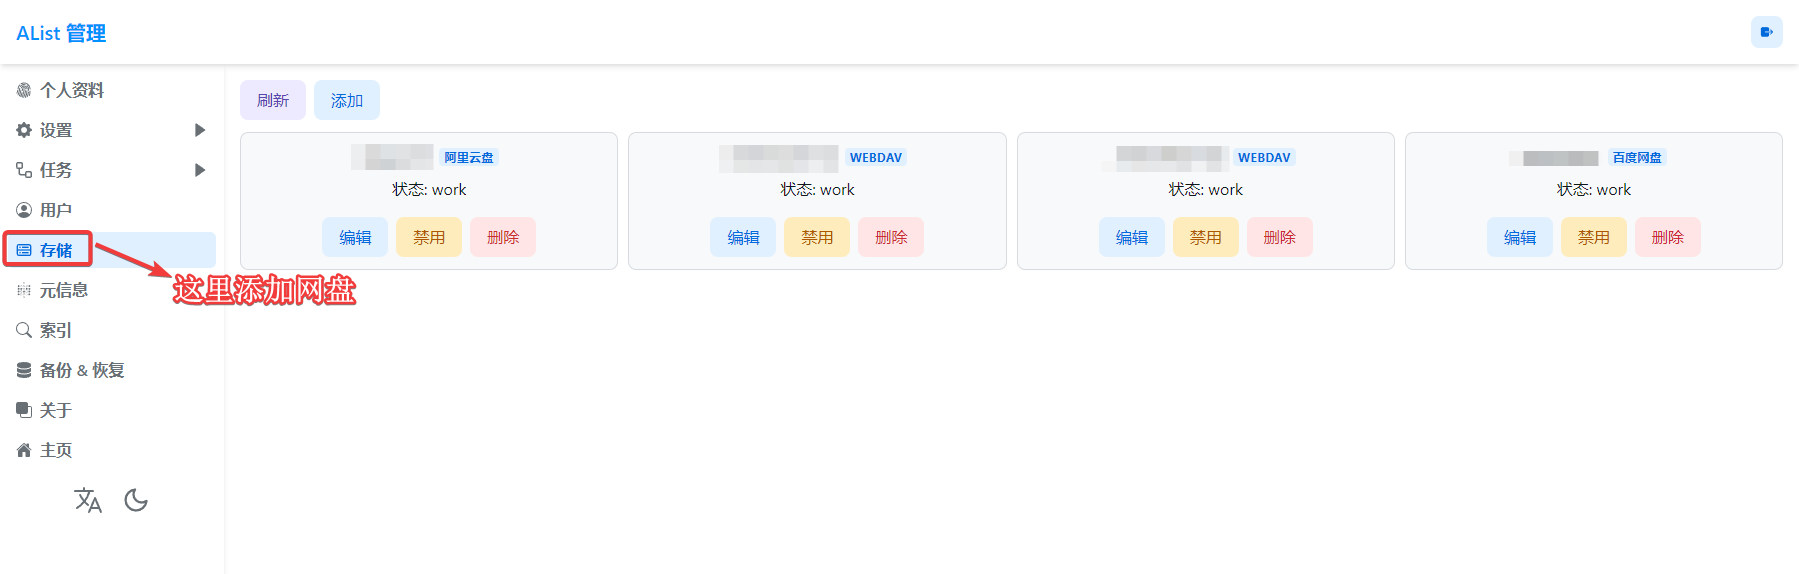 AList 管理
个人资料
设置
任务
用户
存储
元信息
索引
备份 & 恢复
关于
主页
这里添加网盘
刷新 添加
阿里云盘
状态: work
编辑 禁用 删除
WEBDAV
状态: work
编辑 禁用 删除
WEBDAV
状态: work
编辑 禁用 删除
百度网盘
状态: work
编辑 禁用 删除